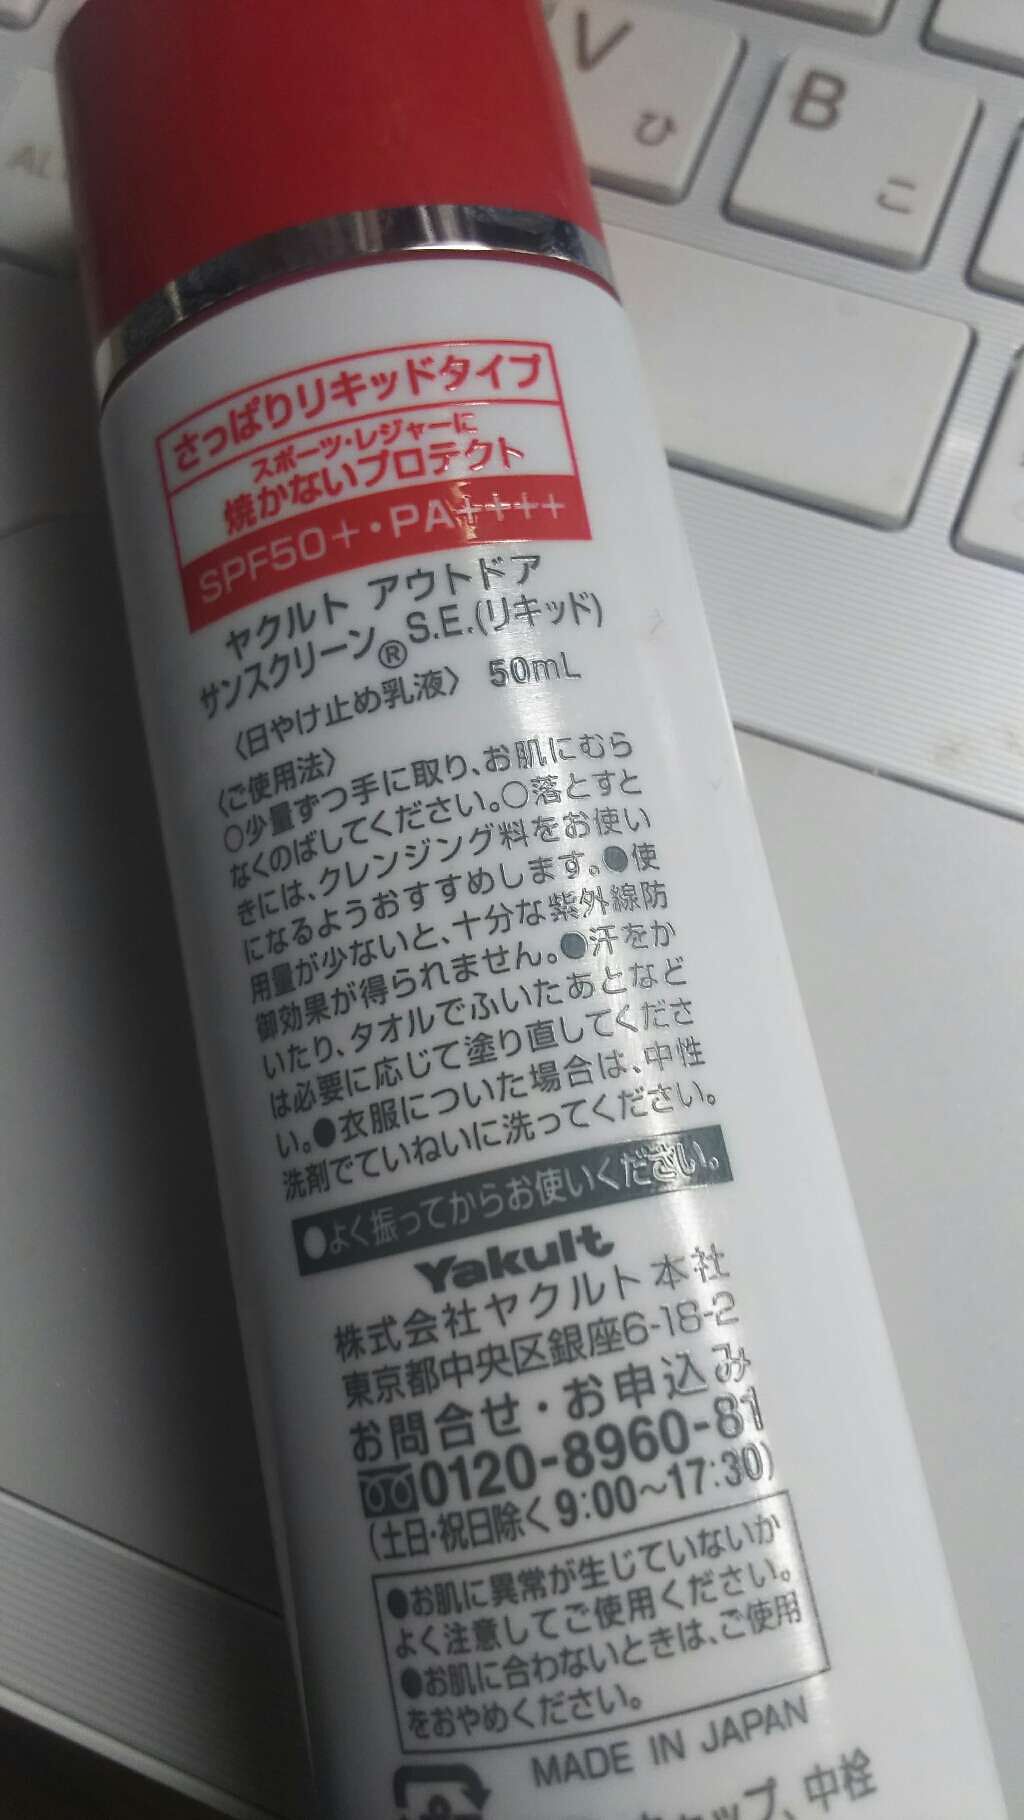 V
ひ
B
こ
さっぱりリキッドタイプ
スポーツ・レジャーに
焼かないプロテクト
SPF50+・PA++++
ヤクルト アウトドア
サンスクリーン® S.E.(リキッド)
〈日やけ止め乳液〉 50mL
〈ご使用法〉
○少量ずつ手に取り、お肌にむら
なくのばしてください。○落とすと
きには、クレンジング料をお使い
になるようおすすめします。●使
用量が少ないと、十分な紫外線防
御効果が得られません。●汗をか
いたり、タオルでふいたあとなど
は必要に応じて塗り直してくださ
い。●衣服についた場合は、中性
洗剤でていねいに洗ってください。
●よく振ってからお使いください。
Yakult
株式会社ヤクルト本社
東京都中央区銀座6-18-2
お問合せ・お申込み
0120-8960-81
(土日・祝日除く9:00〜17:30)
●お肌に異常が生じていないか
よく注意してご使用ください。
●お肌に合わないときは、ご使用
をおやめください。
MADE IN JAPAN
キャップ、中栓